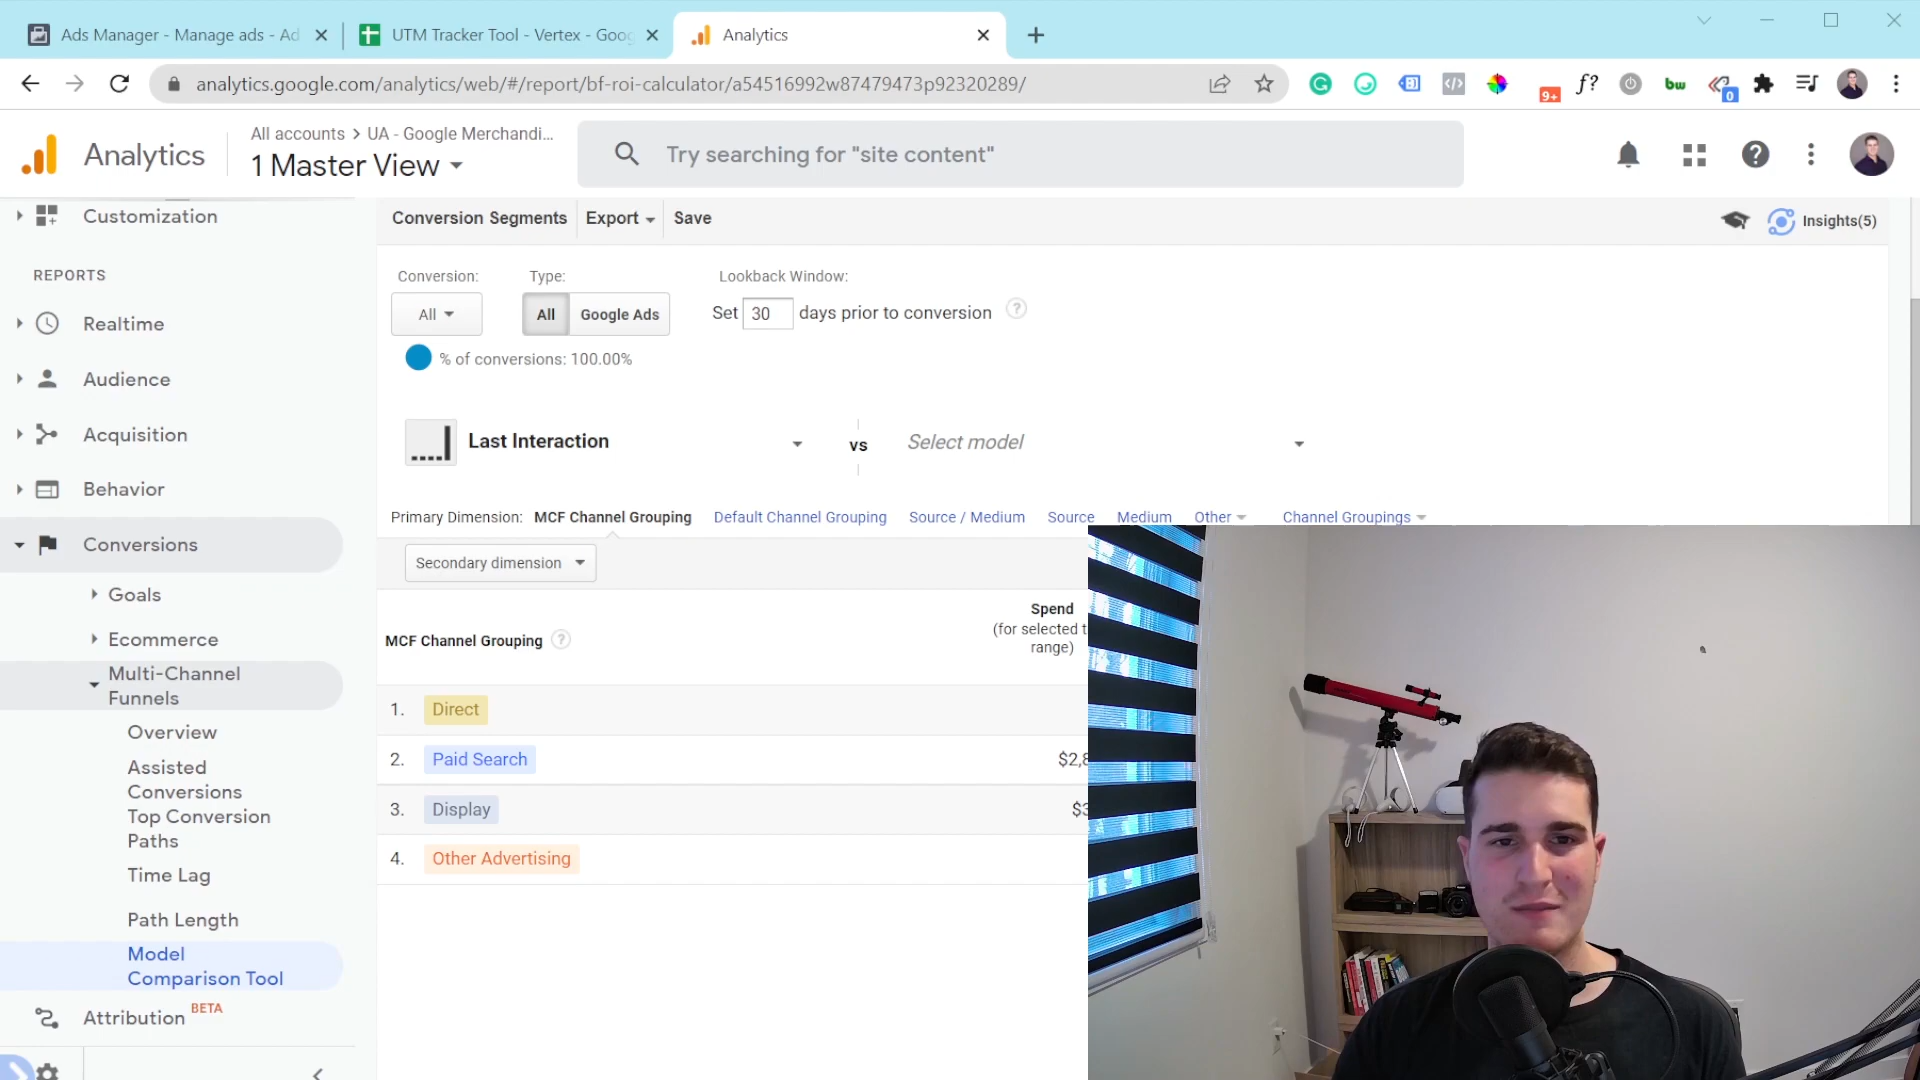 Ads Manager - Manage ads - Ad
UTM Tracker Tool - Vertex - Goog
Analytics
analytics.google.com/analytics/web/#/report/bf-roi-calculator/a54516992w87479473p92320289/
9+
f?
bw
0
Analytics
All accounts > UA - Google Merchandi...
1 Master View
Try searching for "site content"
Customization
REPORTS
Realtime
Audience
Acquisition
Behavior
Conversions
Goals
Ecommerce
Multi-Channel
Funnels
Overview
Assisted
Conversions
Top Conversion
Paths
Time Lag
Path Length
Model
Comparison Tool
Attribution BETA
Conversion Segments
Export
Save
Insights(5)
Conversion:
Type:
Lookback Window:
All
All
Google Ads
Set 30 days prior to conversion
% of conversions: 100.00%
Last Interaction
vs
Select model
Primary Dimension: MCF Channel Grouping Default Channel Grouping Source / Medium Source Medium Other Channel Groupings
Secondary dimension
MCF Channel Grouping
Spend
(for selected t
range)
1. Direct
2. Paid Search $2,8
3. Display $3
4. Other Advertising